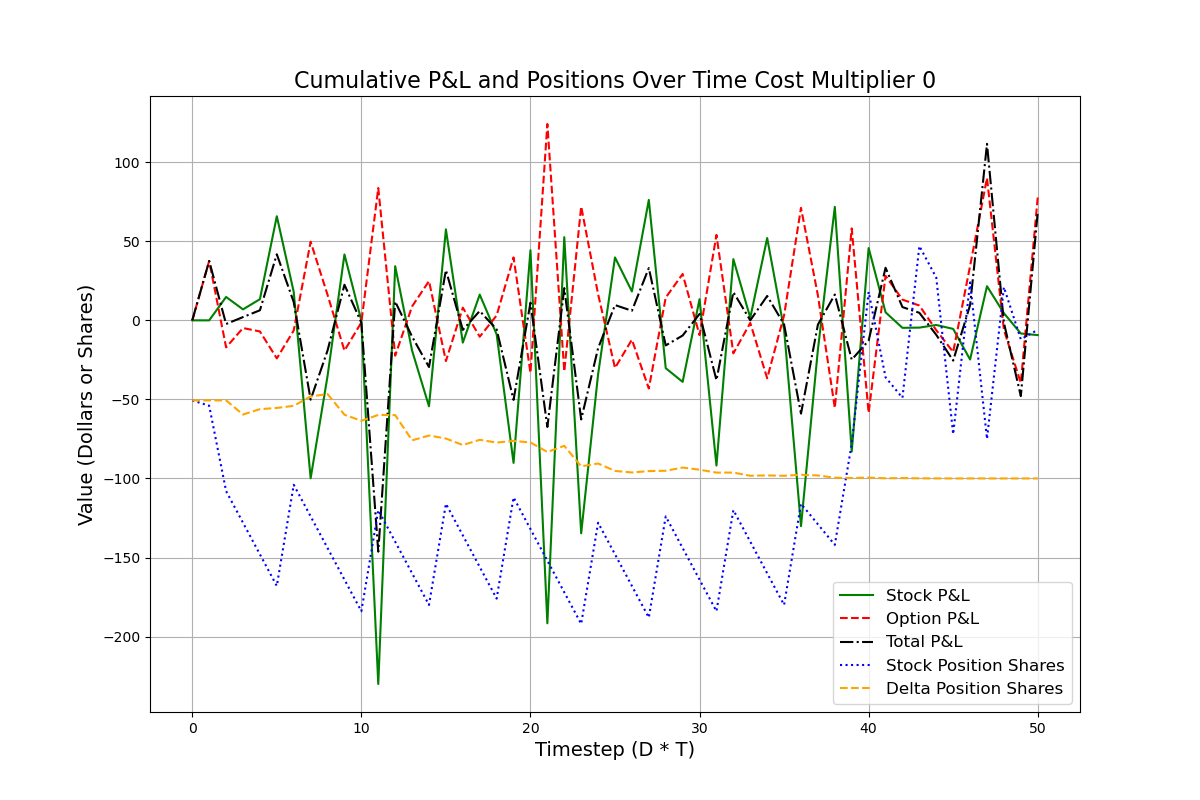 Cumulative P&L and Positions Over Time Cost Multiplier 0
Value (Dollars or Shares)
100
50
0
−50
−100
−150
−200
0 10 20 30 40 50
Timestep (D * T)
Stock P&L
Option P&L
Total P&L
Stock Position Shares
Delta Position Shares